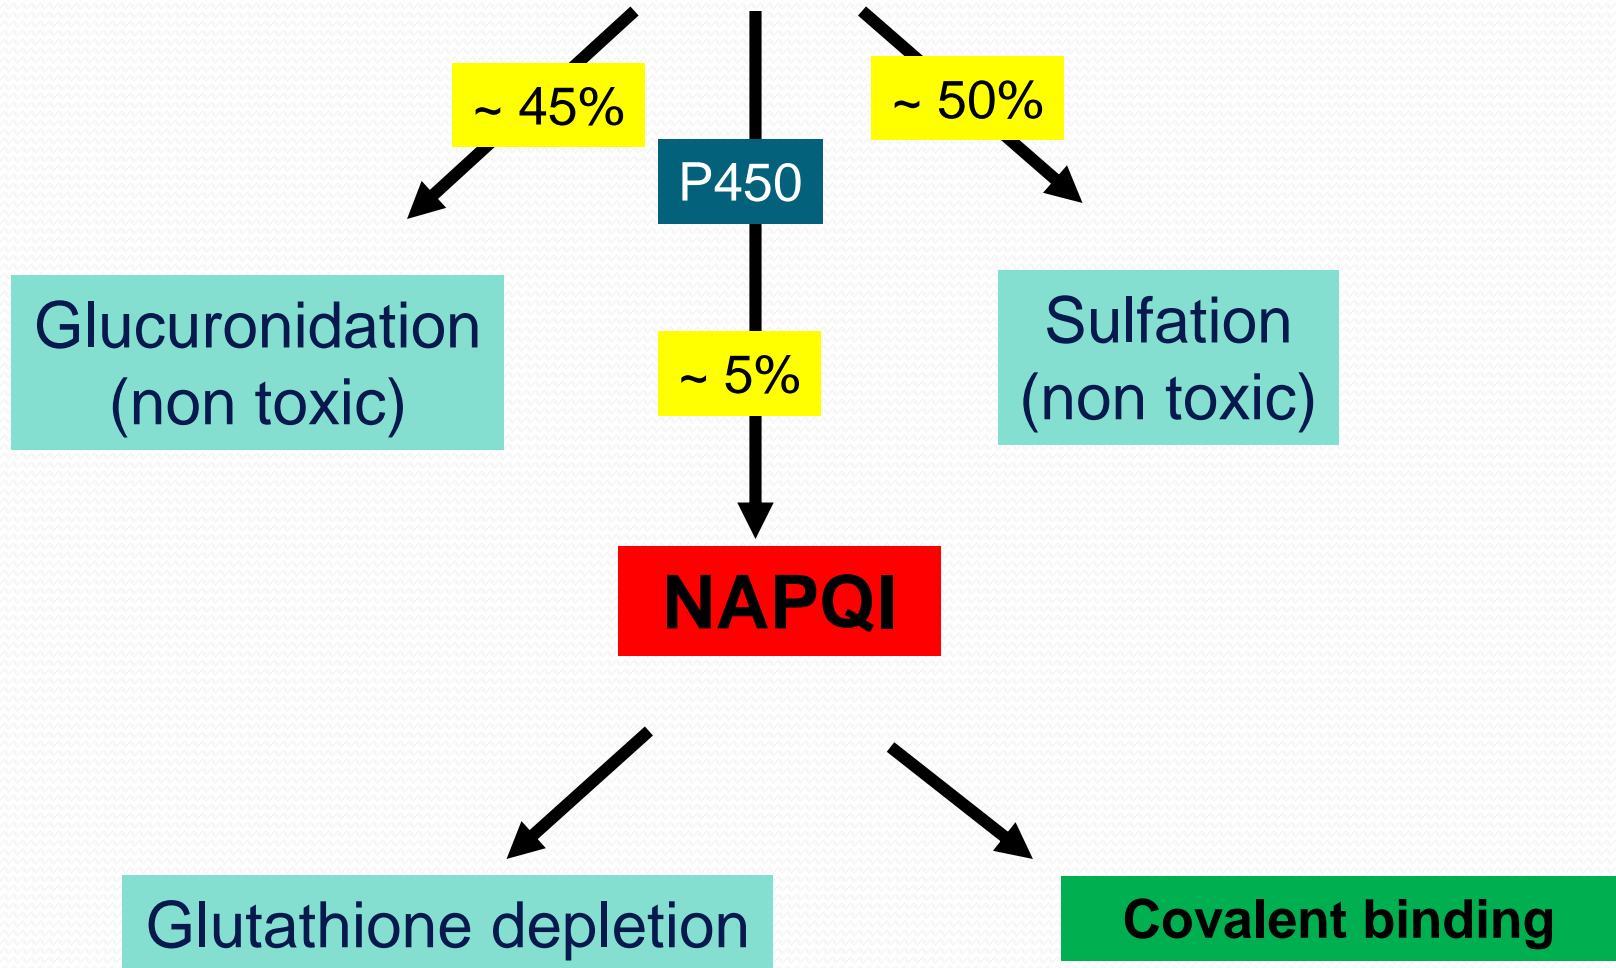 ~ 45%
~ 50%
P450
Glucuronidation
(non toxic)
~ 5%
Sulfation
(non toxic)
NAPQI
Glutathione depletion
Covalent binding